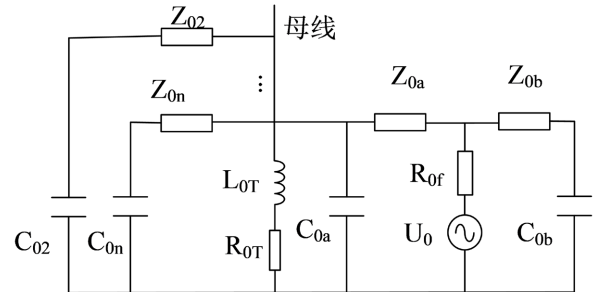 Z₀₂
母线
Z₀ₙ
⋮
Z₀ₐ
Z₀b
L₀T
R₀f
C₀₂
C₀ₙ
R₀T
C₀ₐ
U₀
C₀b